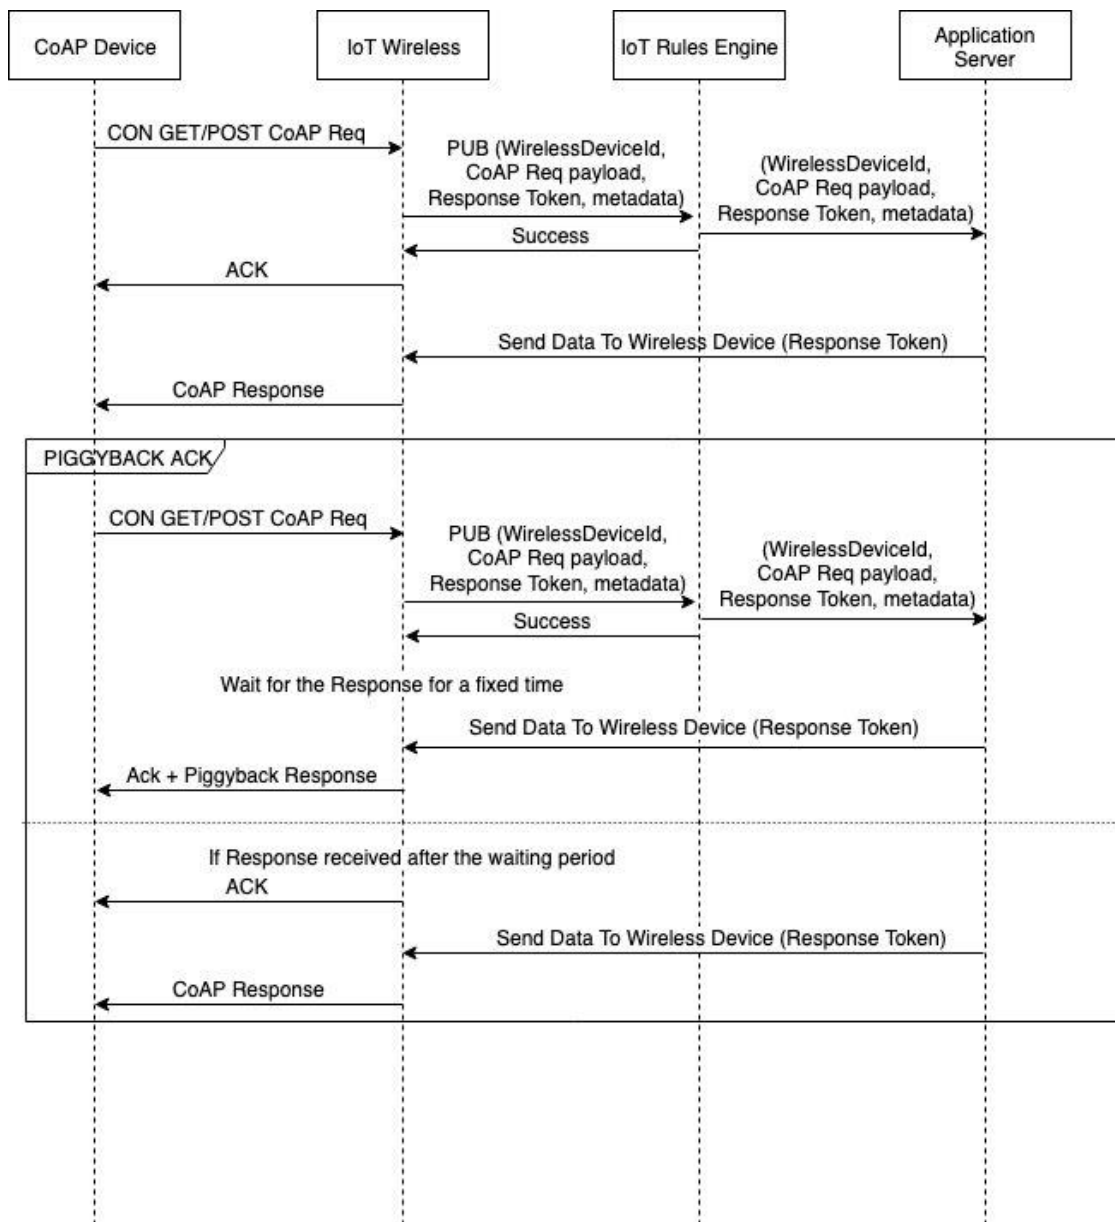 CoAP Device
IoT Wireless
IoT Rules Engine
Application
Server
CON GET/POST CoAP Req
PUB (WirelessDeviceId,
CoAP Req payload,
Response Token, metadata)
(WirelessDeviceId,
CoAP Req payload,
Response Token, metadata)
Success
ACK
Send Data To Wireless Device (Response Token)
CoAP Response
PIGGYBACK ACK
CON GET/POST CoAP Req
PUB (WirelessDeviceId,
CoAP Req payload,
Response Token, metadata)
(WirelessDeviceId,
CoAP Req payload,
Response Token, metadata)
Success
Wait for the Response for a fixed time
Send Data To Wireless Device (Response Token)
Ack + Piggyback Response
If Response received after the waiting period
ACK
Send Data To Wireless Device (Response Token)
CoAP Response